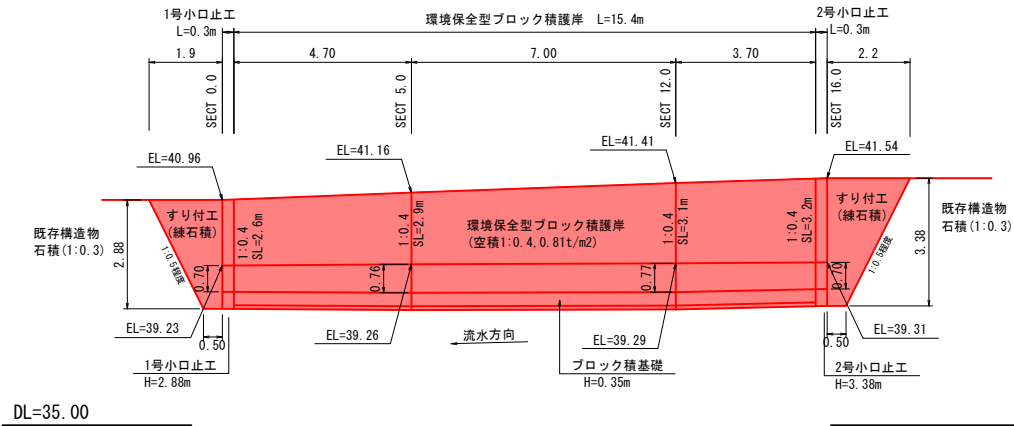 1号小口止工
L=0.3m
環境保全型ブロック積護岸 L=15.4m
2号小口止工
L=0.3m
1.9
4.70
7.00
3.70
2.2
SECT 0.0
SECT 5.0
SECT 12.0
SECT 16.0
EL=40.96
EL=41.16
EL=41.41
EL=41.54
既存構造物
石積(1:0.3)
2.88
すり付工
(練石積)
1:0.4
SL=2.6m
1:0.4
SL=2.9m
環境保全型ブロック積護岸
(空積1:0.4,0.81t/m2)
1:0.4
SL=3.1m
1:0.4
SL=3.2m
すり付工
(練石積)
3.38
既存構造物
石積(1:0.3)
1:0.5程度
0.70
0.76
0.77
0.70
1:0.5程度
EL=39.23
0.50
EL=39.26
流水方向
EL=39.29
0.50
EL=39.31
1号小口止工
H=2.88m
ブロック積基礎
H=0.35m
2号小口止工
H=3.38m
DL=35.00